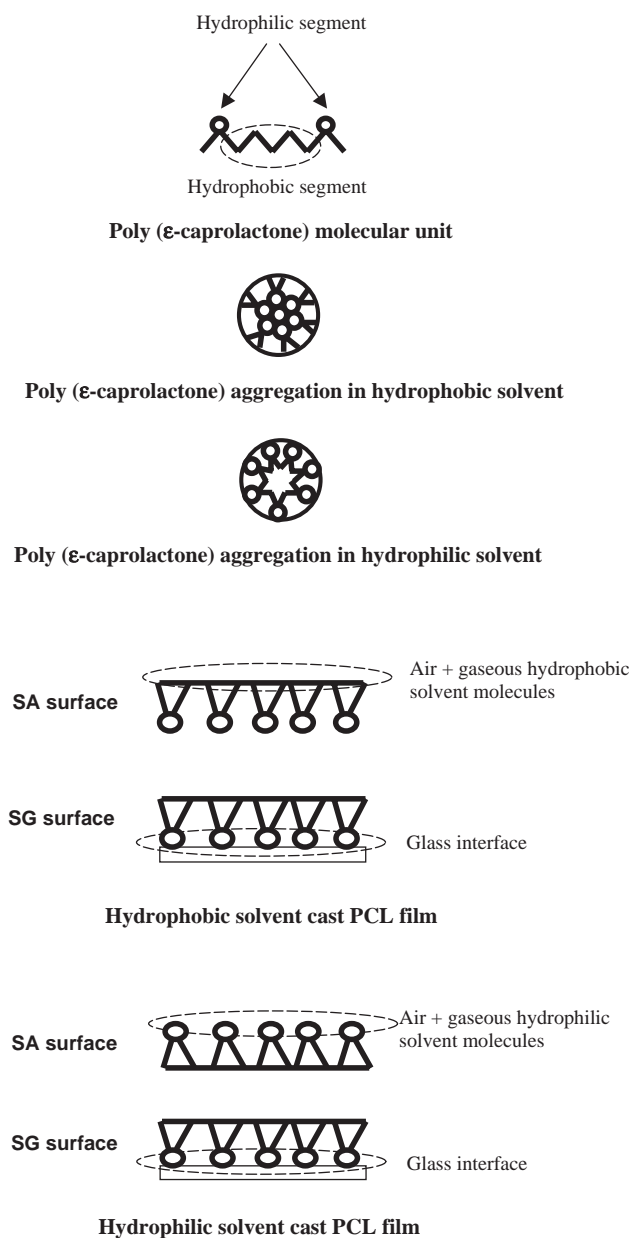 Hydrophilic segment
Hydrophobic segment
Poly (ε-caprolactone) molecular unit
Poly (ε-caprolactone) aggregation in hydrophobic solvent
Poly (ε-caprolactone) aggregation in hydrophilic solvent
Air + gaseous hydrophobic
solvent molecules
SA surface
SG surface
Glass interface
Hydrophobic solvent cast PCL film
Air + gaseous hydrophilic
solvent molecules
SA surface
SG surface
Glass interface
Hydrophilic solvent cast PCL film